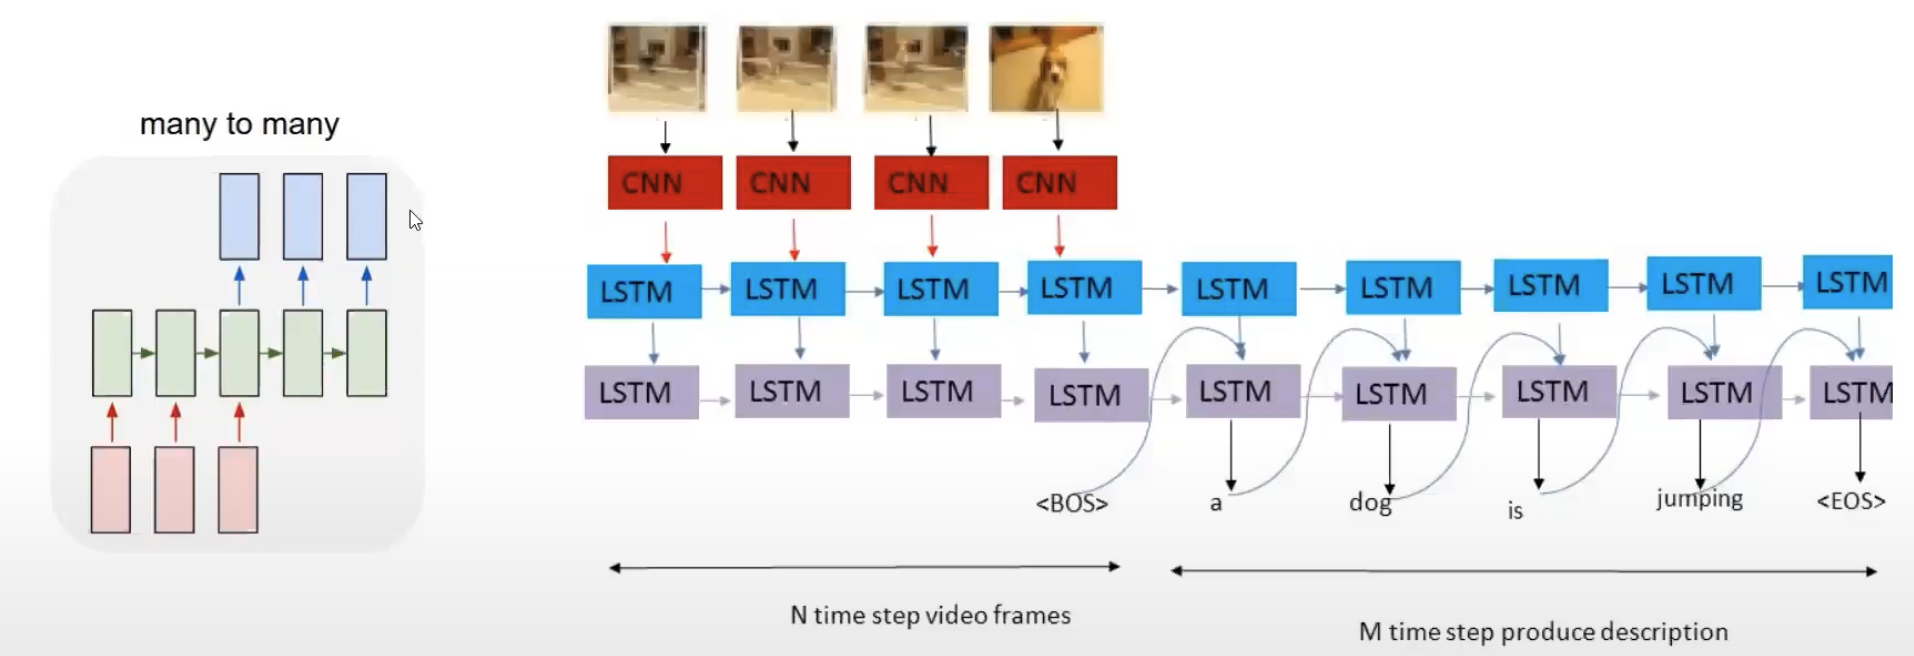 many to many
CNN CNN CNN CNN
LSTM LSTM LSTM LSTM LSTM LSTM LSTM LSTM LSTM
LSTM LSTM LSTM LSTM LSTM LSTM LSTM LSTM LSTM
<BOS> a dog is jumping <EOS>
N time step video frames
M time step produce description